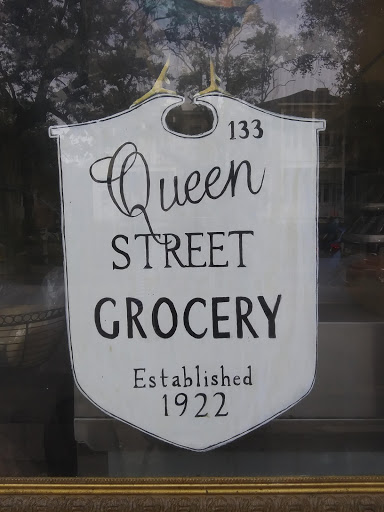 133
Queen
STREET
GROCERY
Established
1922